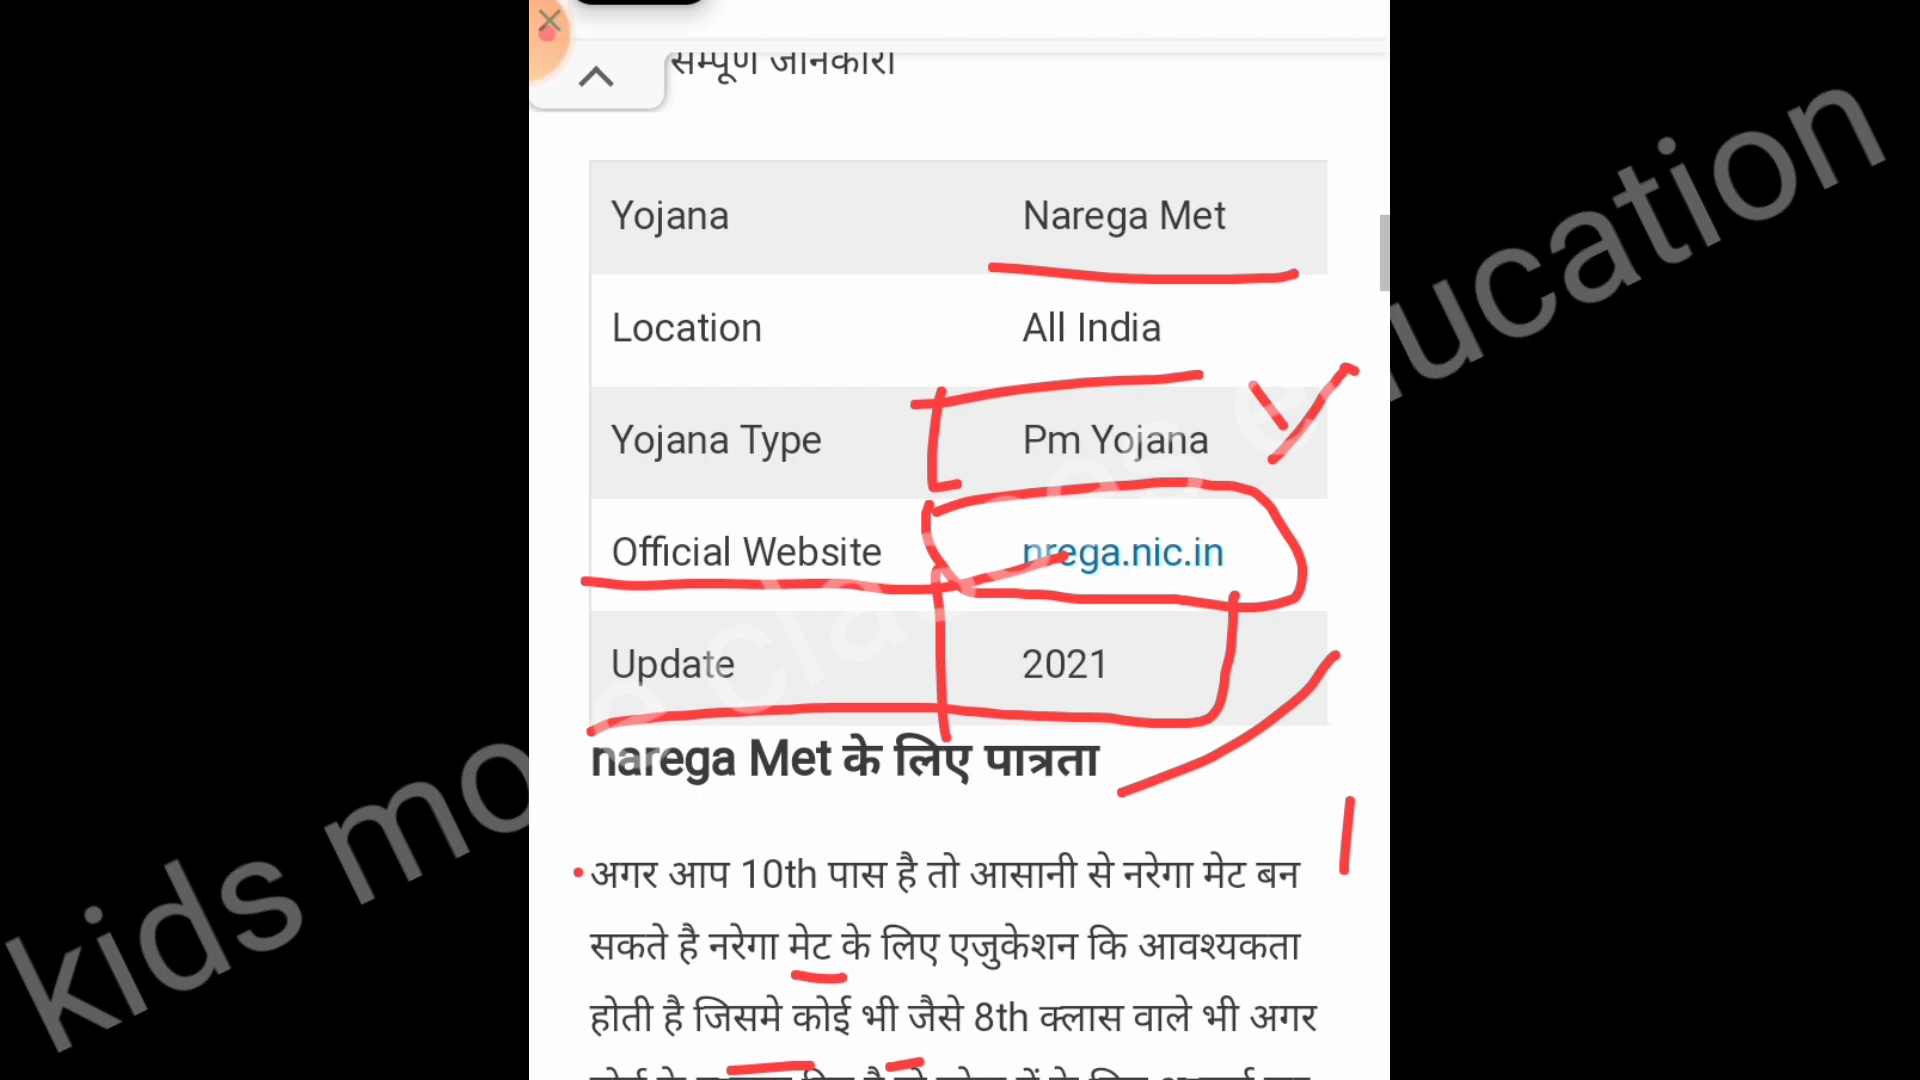 सम्पूर्ण जानकारी
Yojana Narega Met
Location All India
Yojana Type Pm Yojana
Official Website nrega.nic.in
Update 2021
narega Met के लिए पात्रता
अगर आप 10th पास है तो आसानी से नरेगा मेट बन
सकते है नरेगा मेट के लिए एजुकेशन कि आवश्यकता
होती है जिसमे कोई भी जैसे 8th क्लास वाले भी अगर
kids more classes education